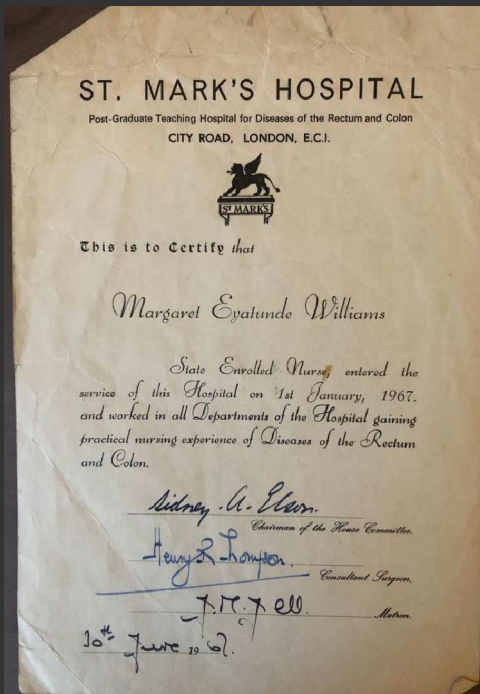 ST. MARK'S HOSPITAL
Post-Graduate Teaching Hospital for Diseases of the Rectum and Colon
CITY ROAD, LONDON, E.C.I.
ST MARK'S
This is to Certify that
Margaret Eyatunde Williams
State Enrolled Nurse, entered the
service of this Hospital on 1st January, 1967.
and worked in all Departments of the Hospital gaining
practical nursing experience of Diseases of the Rectum
and Colon.
Sidney. A. Elson.
Chairman of the House Committee.
Henry R Thompson.
Consultant Surgeon.
Matron.
30th June 1967.